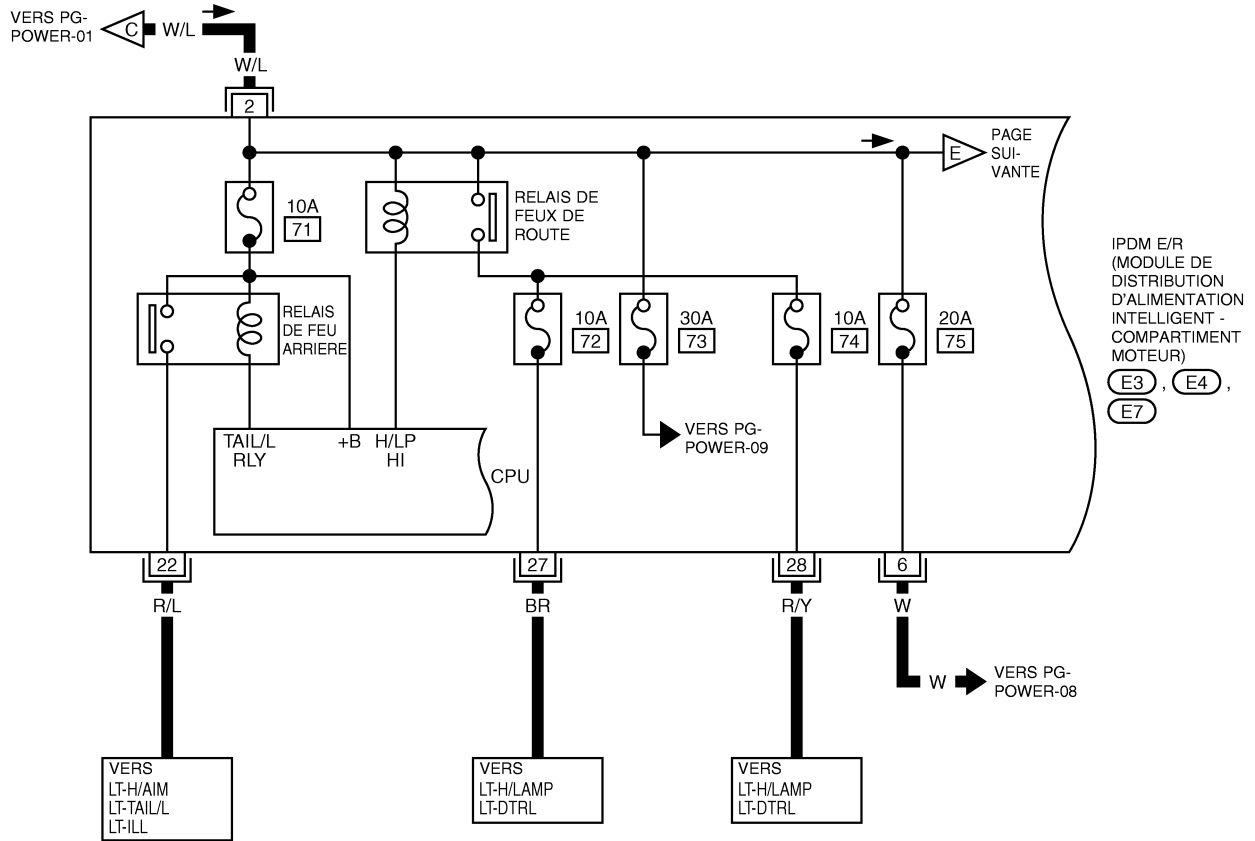 VERS PG-
POWER-01
C
W/L
W/L
2
E
PAGE
SUI-
VANTE
10A
71
RELAIS DE
FEUX DE
ROUTE
IPDM E/R
(MODULE DE
DISTRIBUTION
D'ALIMENTATION
INTELLIGENT -
COMPARTIMENT
MOTEUR)
E3 , E4 ,
E7
RELAIS
DE FEU
ARRIERE
10A
72
30A
73
10A
74
20A
75
VERS PG-
POWER-09
TAIL/L
RLY
+B
H/LP
HI
CPU
22
27
28
6
R/L
BR
R/Y
W
W
VERS PG-
POWER-08
VERS
LT-H/AIM
LT-TAIL/L
LT-ILL
VERS
LT-H/LAMP
LT-DTRL
VERS
LT-H/LAMP
LT-DTRL